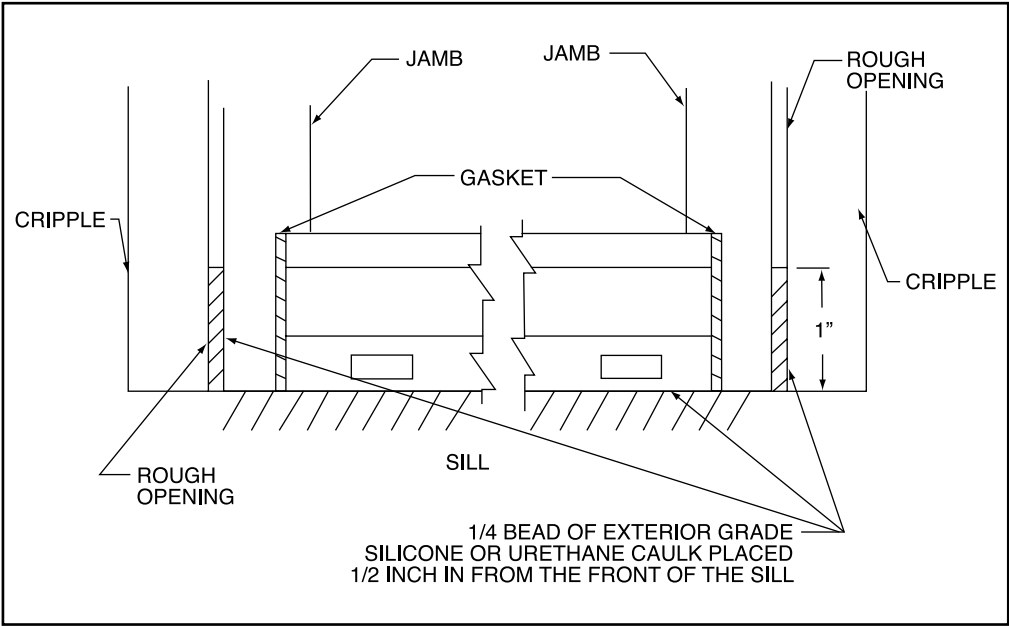 JAMB
JAMB
ROUGH
OPENING
GASKET
CRIPPLE
CRIPPLE
1”
SILL
ROUGH
OPENING
1/4 BEAD OF EXTERIOR GRADE
SILICONE OR URETHANE CAULK PLACED
1/2 INCH IN FROM THE FRONT OF THE SILL